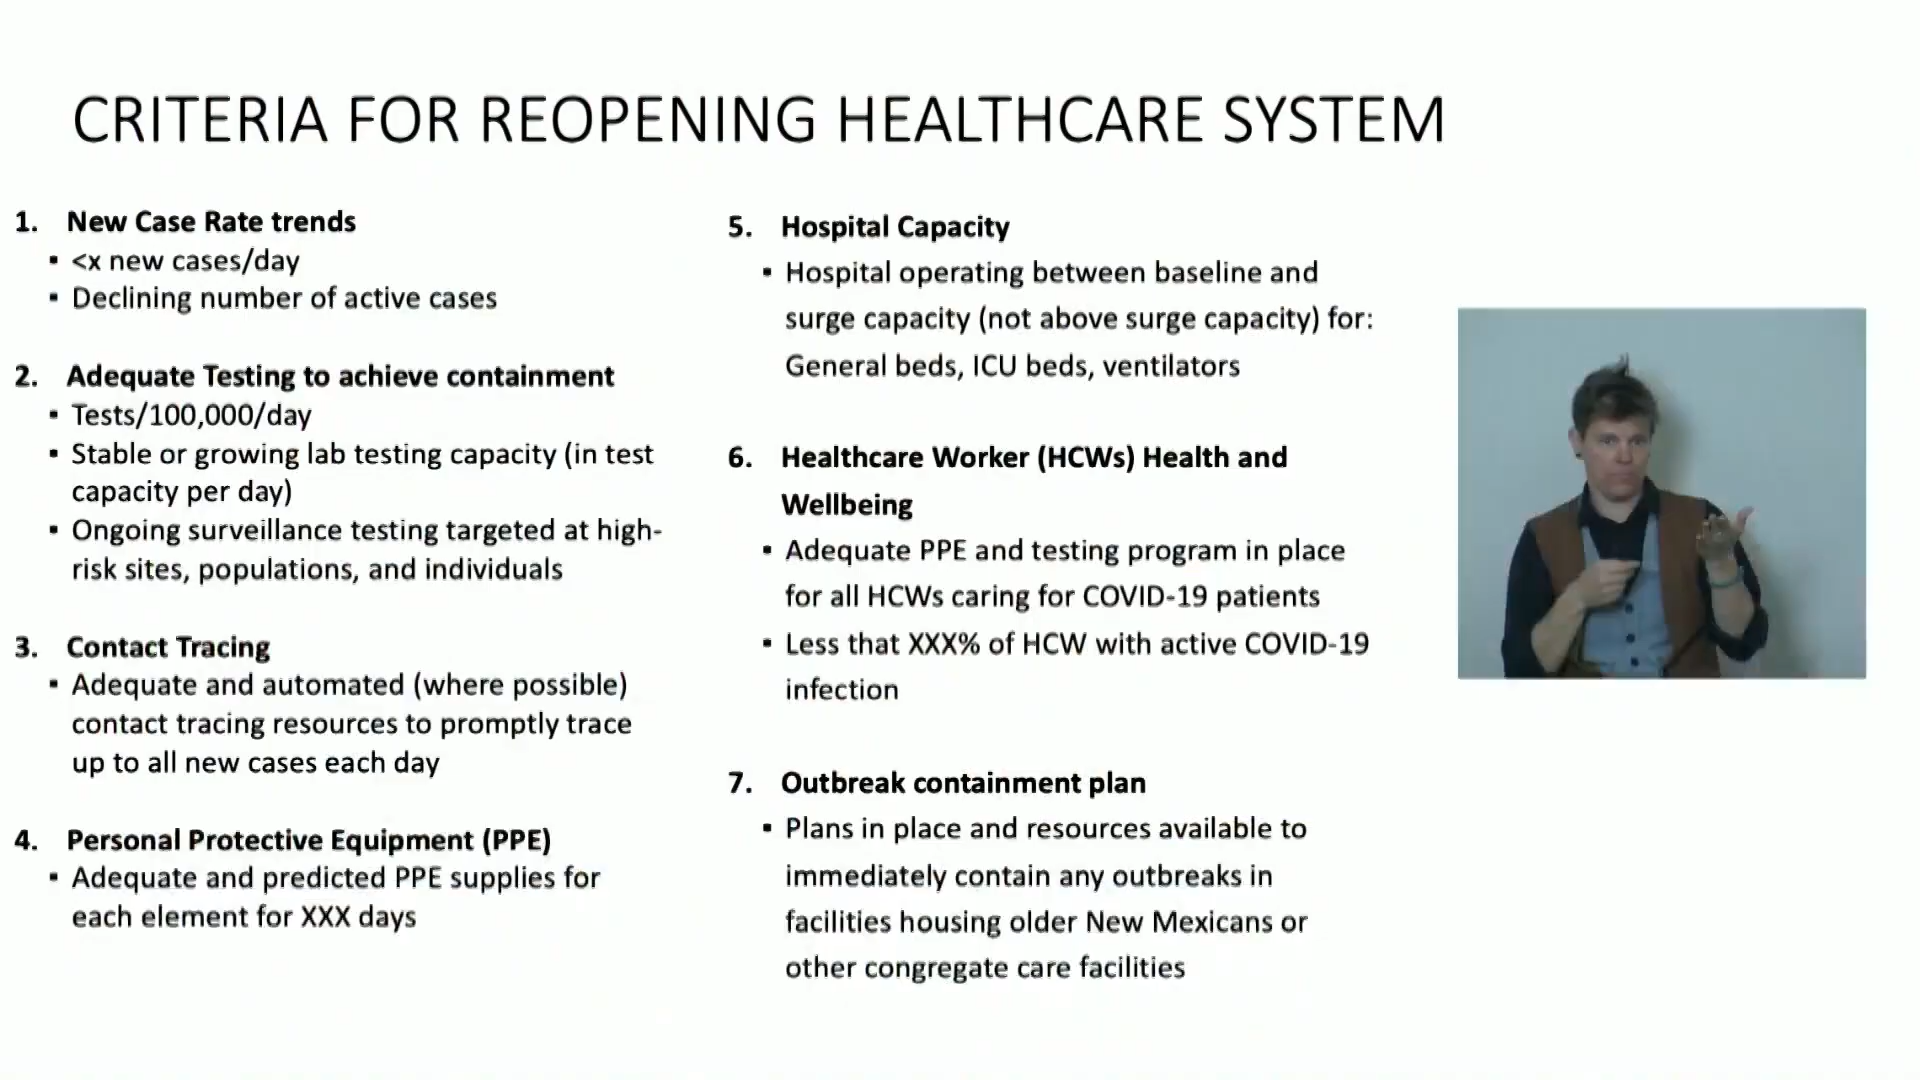 CRITERIA FOR REOPENING HEALTHCARE SYSTEM
1. New Case Rate trends
▪ <x new cases/day
▪ Declining number of active cases
2. Adequate Testing to achieve containment
▪ Tests/100,000/day
▪ Stable or growing lab testing capacity (in test
capacity per day)
▪ Ongoing surveillance testing targeted at high-
risk sites, populations, and individuals
3. Contact Tracing
▪ Adequate and automated (where possible)
contact tracing resources to promptly trace
up to all new cases each day
4. Personal Protective Equipment (PPE)
▪ Adequate and predicted PPE supplies for
each element for XXX days
5. Hospital Capacity
▪ Hospital operating between baseline and
surge capacity (not above surge capacity) for:
General beds, ICU beds, ventilators
6. Healthcare Worker (HCWs) Health and
Wellbeing
▪ Adequate PPE and testing program in place
for all HCWs caring for COVID-19 patients
▪ Less that XXX% of HCW with active COVID-19
infection
7. Outbreak containment plan
▪ Plans in place and resources available to
immediately contain any outbreaks in
facilities housing older New Mexicans or
other congregate care facilities